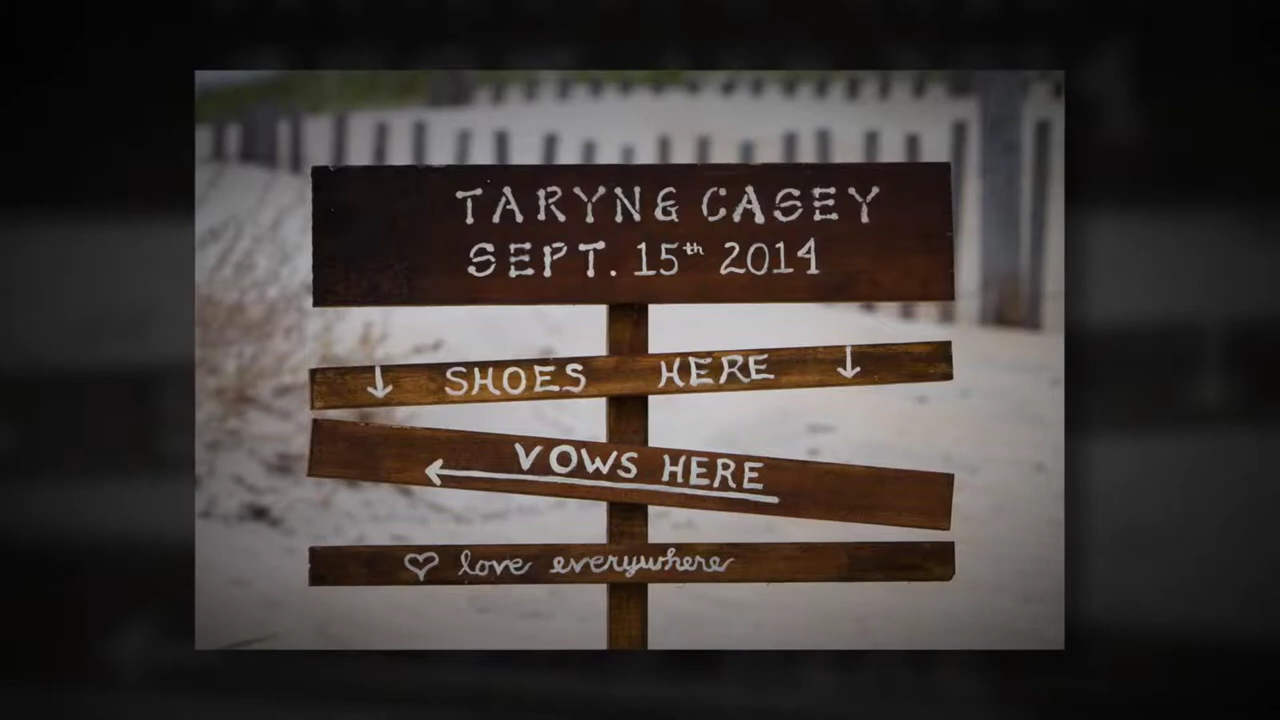 TARYN & CASEY
SEPT. 15th 2014
↓ SHOES HERE ↓
← VOWS HERE
♡ love everywhere